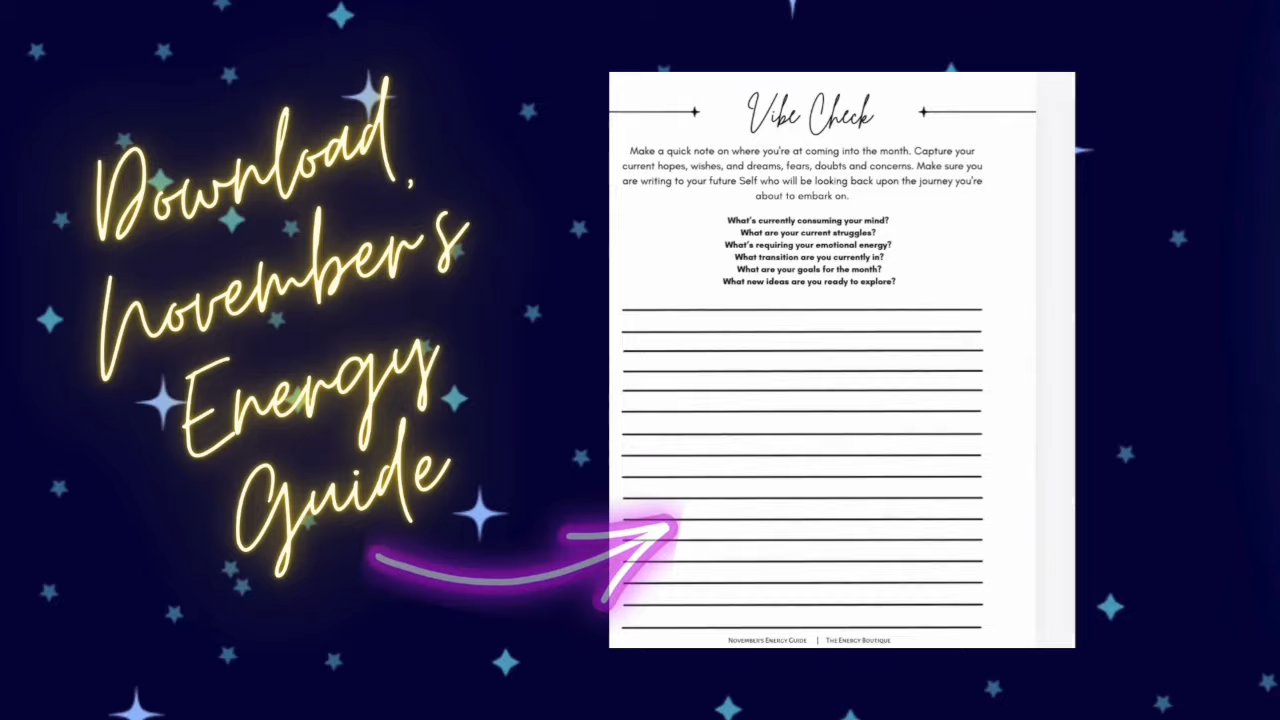 Download,
November's
Energy
Guide
Vibe Check
Make a quick note on where you're at coming into the month. Capture your
current hopes, wishes, and dreams, fears, doubts and concerns. Make sure you
are writing to your future Self who will be looking back upon the journey you're
about to embark on.
What's currently consuming your mind?
What are your current struggles?
What's requiring your emotional energy?
What transition are you currently in?
What are your goals for the month?
What new ideas are you ready to explore?
November's Energy Guide | The Energy Boutique